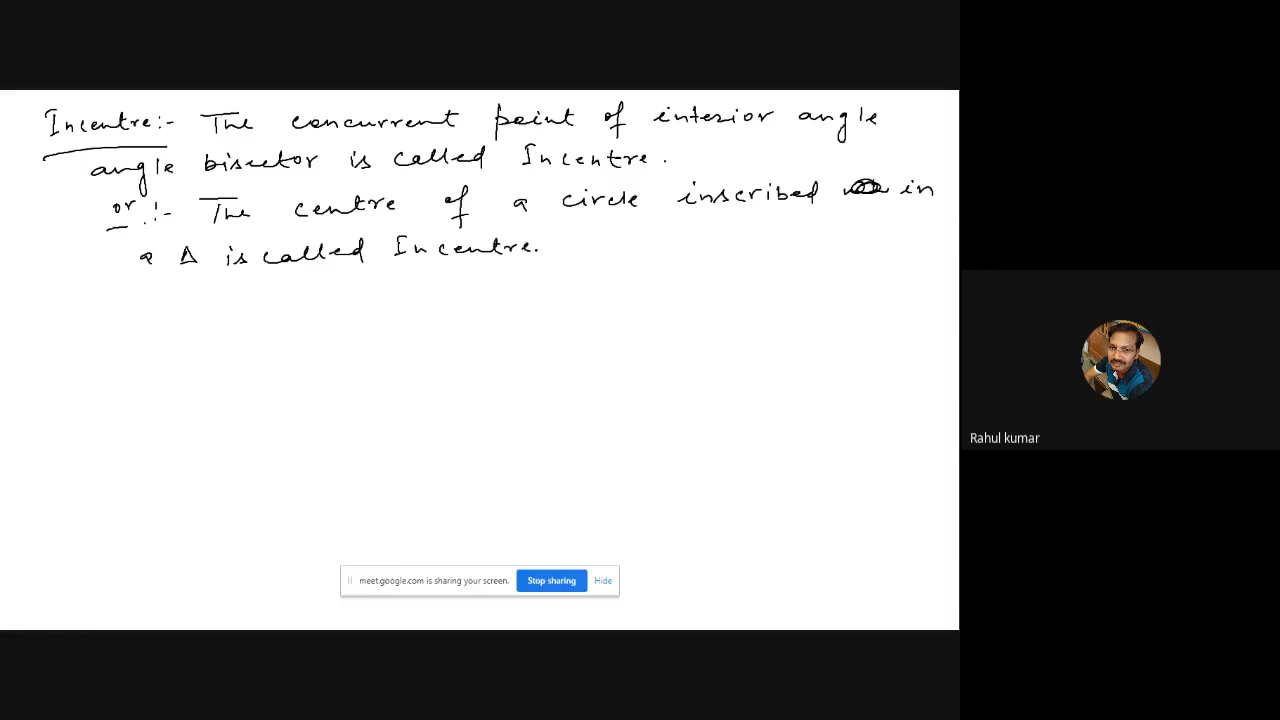 Incentre:- The concurrent point of interior angle
angle bisector is called Incentre.
or :- The centre of a circle inscribed in
a Δ is called Incentre.
Rahul kumar
meet.google.com is sharing your screen. Stop sharing Hide